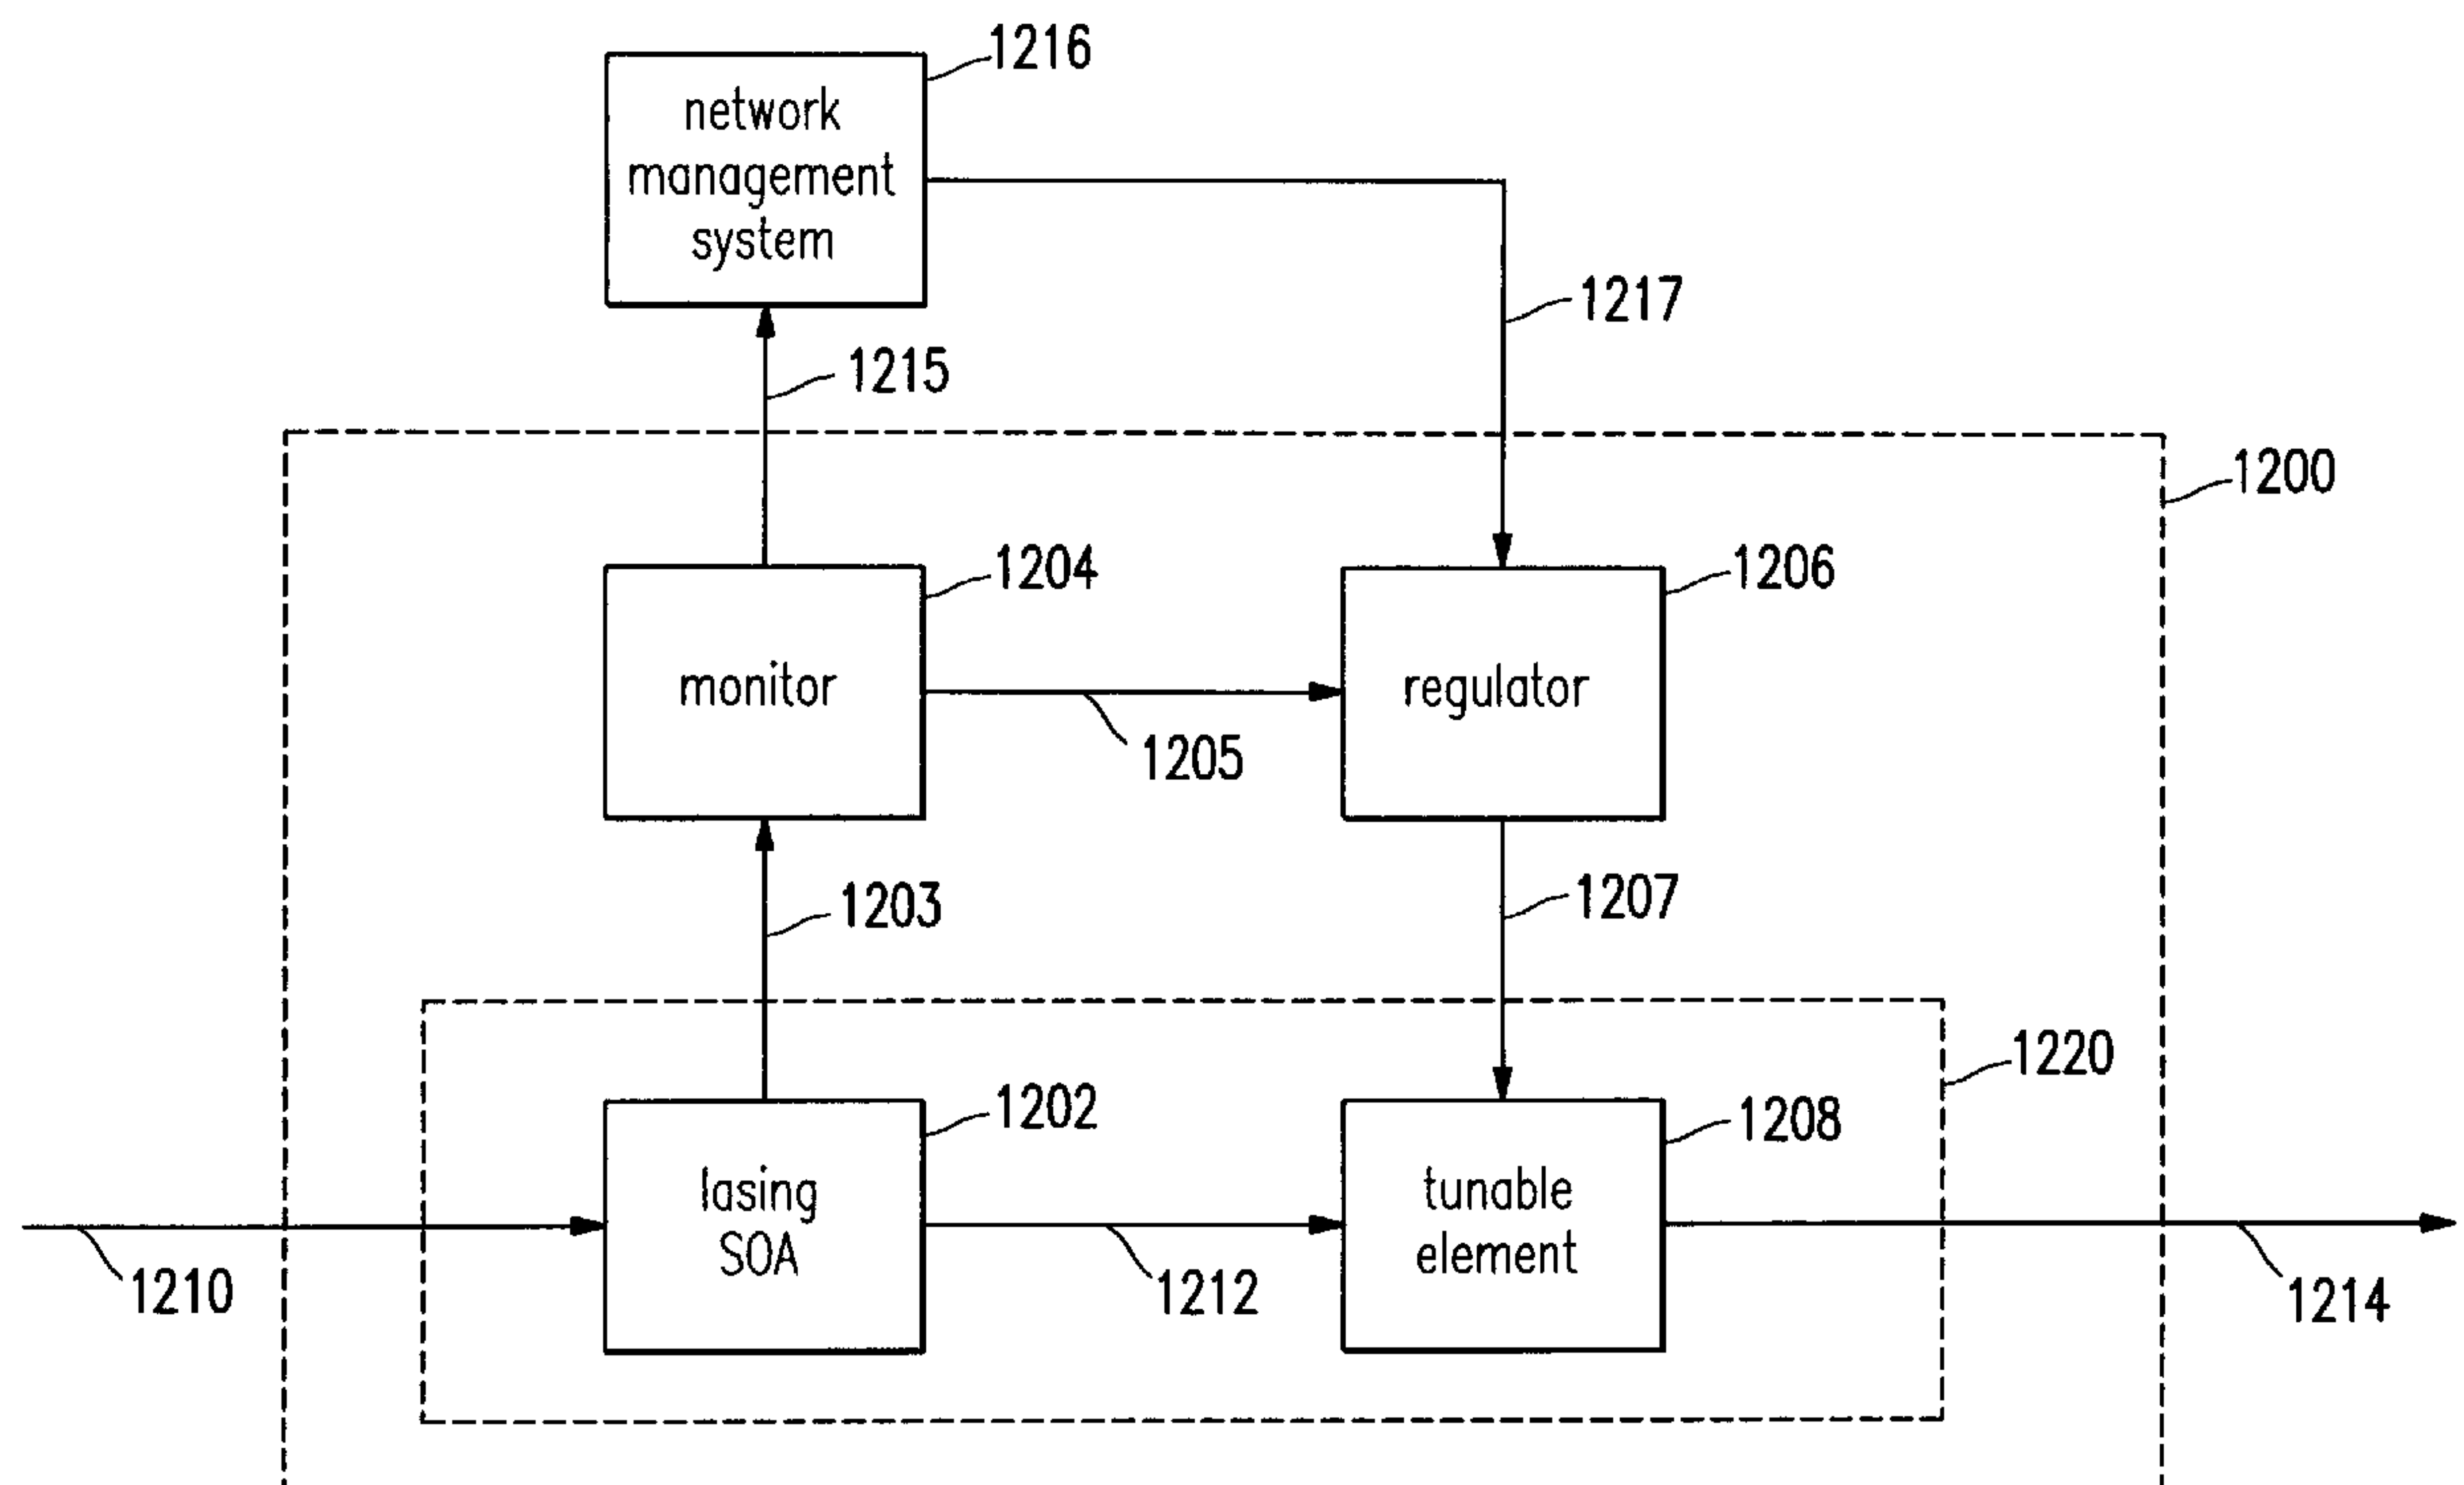 1216
network
management
system
1217
1215
1200
1204
1206
monitor
regulator
1205
1203
1207
1220
1202
1208
lasing
SOA
tunable
element
1210
1212
1214